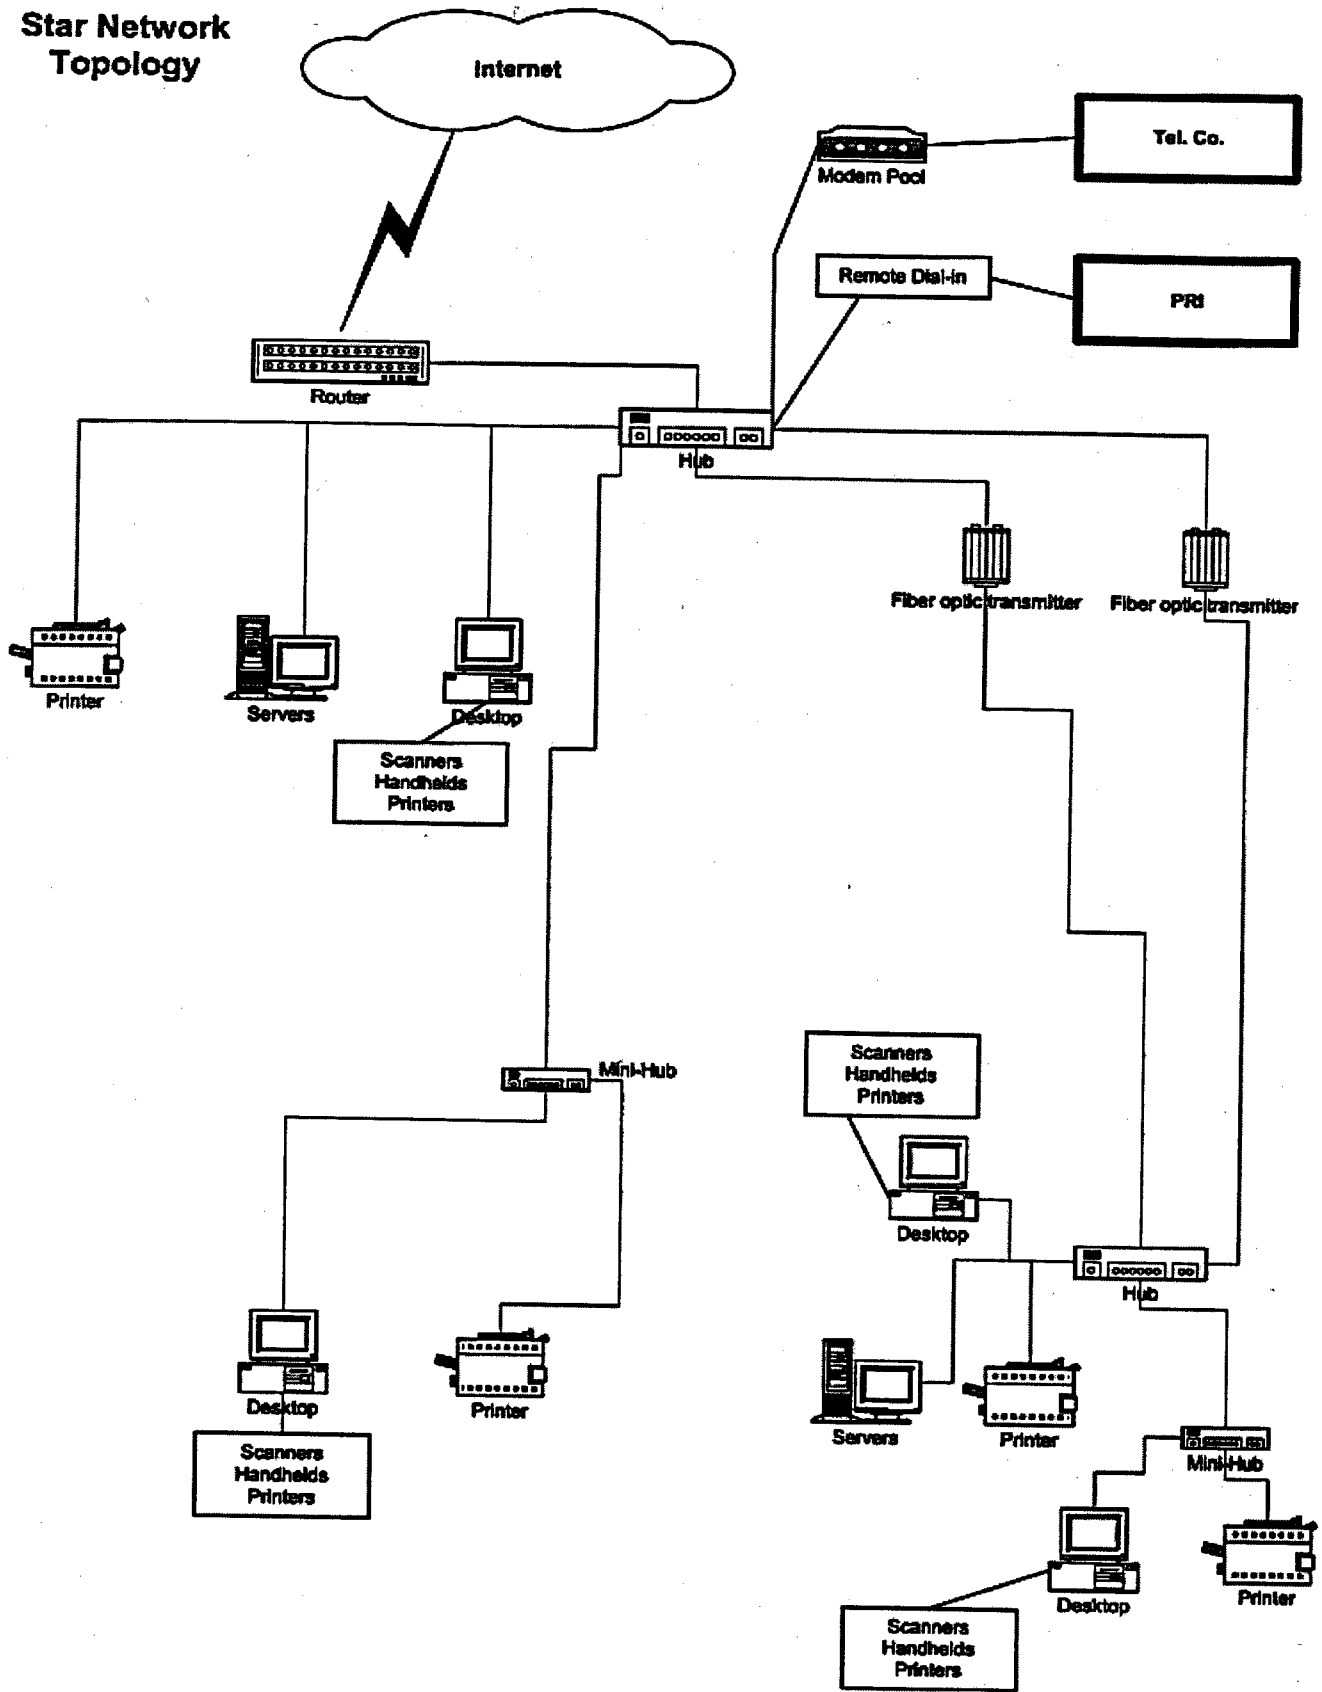 Star Network
Topology
Internet
Tel. Co.
Modem Pool
Remote Dial-in
PRI
Router
Hub
Fiber optic transmitter
Fiber optic transmitter
Printer
Servers
Desktop
Scanners
Handhelds
Printers
Mini-Hub
Scanners
Handhelds
Printers
Desktop
Hub
Desktop
Printer
Scanners
Handhelds
Printers
Servers
Printer
Mini-Hub
Desktop
Printer
Scanners
Handhelds
Printers